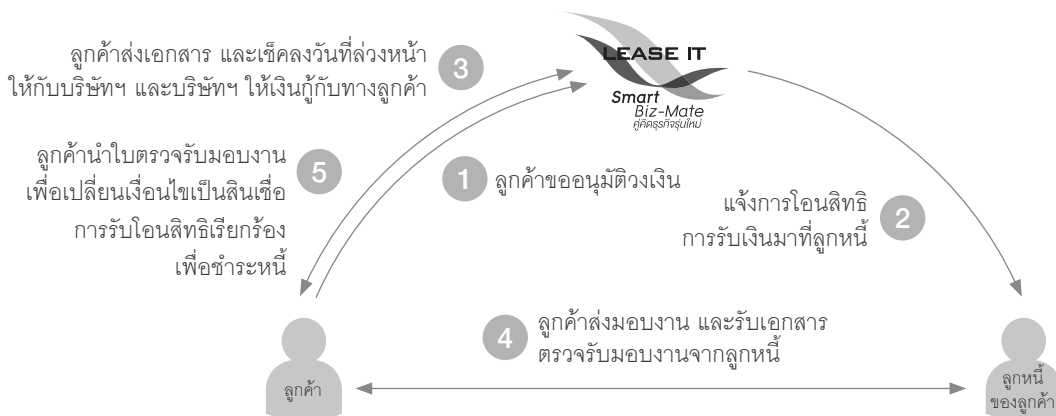 ลูกค้าส่งเอกสาร และเช็คลงวันที่ล่วงหน้า
ให้กับบริษัทฯ และบริษัทฯ ให้เงินกู้กับทางลูกค้า
3
LEASE IT
Smart
Biz-Mate
คู่คิดธุรกิจรุ่นใหม่
ลูกค้านำใบตรวจรับมอบงาน
เพื่อเปลี่ยนเงื่อนไขเป็นสินเชื่อ
การรับโอนสิทธิเรียกร้อง
เพื่อชำระหนี้
5
1
ลูกค้าขออนุมัติวงเงิน
แจ้งการโอนสิทธิ
การรับเงินมาที่ลูกหนี้
2
4
ลูกค้าส่งมอบงาน และรับเอกสาร
ตรวจรับมอบงานจากลูกหนี้
ลูกค้า
ลูกหนี้
ของลูกค้า